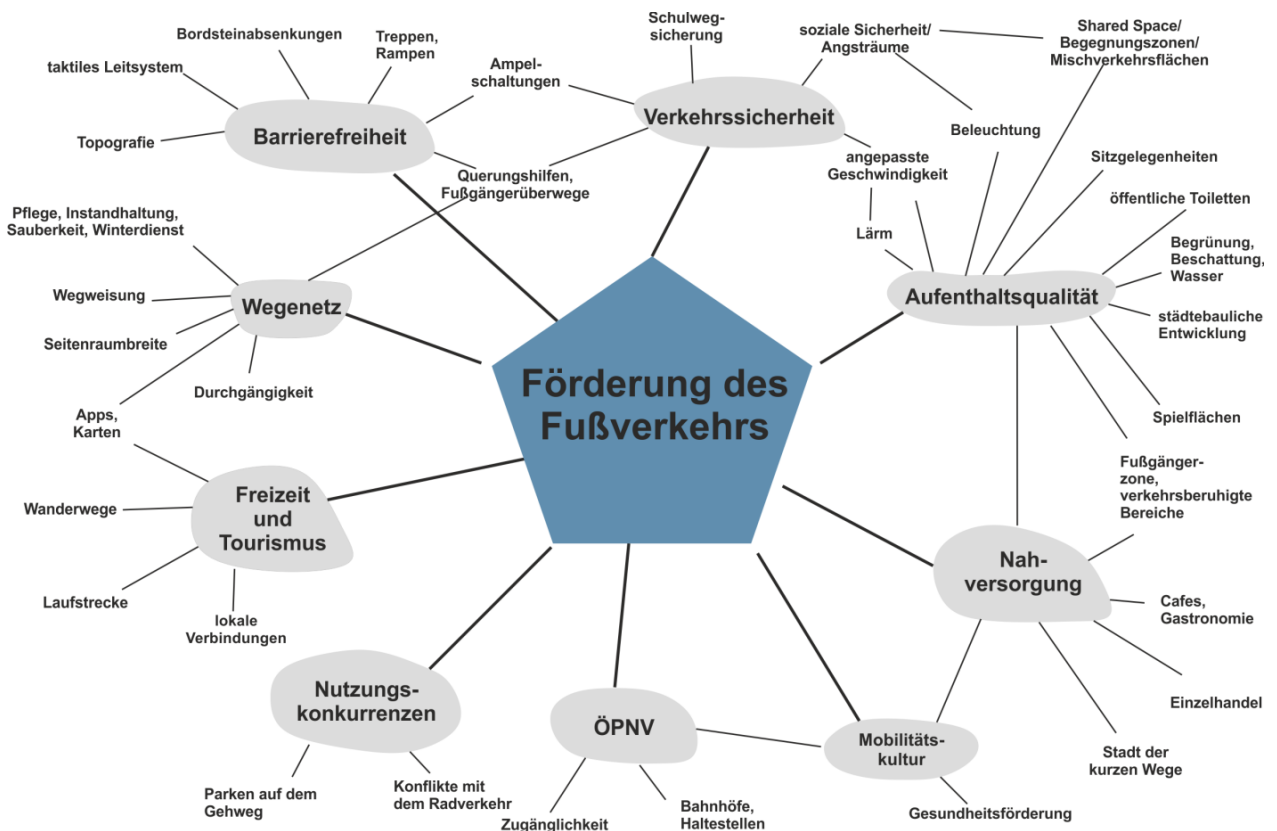 Schulweg-
sicherung
Bordsteinabsenkungen
Treppen,
Rampen
soziale Sicherheit/
Angsträume
Shared Space/
Begegnungszonen/
Mischverkehrsflächen
taktiles Leitsystem
Ampel-
schaltungen
Barrierefreiheit
Verkehrssicherheit
Beleuchtung
Topografie
Querungshilfen,
Fußgängerüberwege
angepasste
Geschwindigkeit
Sitzgelegenheiten
öffentliche Toiletten
Pflege, Instandhaltung,
Sauberkeit, Winterdienst
Lärm
Begrünung,
Beschattung,
Wasser
Wegweisung
Wegenetz
Aufenthaltsqualität
städtebauliche
Entwicklung
Seitenraumbreite
Durchgängigkeit
Förderung des
Fußverkehrs
Apps,
Karten
Spielflächen
Fußgänger-
zone,
verkehrsberuhigte
Bereiche
Wanderwege
Freizeit
und
Tourismus
Nah-
versorgung
Laufstrecke
lokale
Verbindungen
Cafes,
Gastronomie
Nutzungs-
konkurrenzen
ÖPNV
Mobilitäts-
kultur
Einzelhandel
Stadt der
kurzen Wege
Parken auf dem
Gehweg
Konflikte mit
dem Radverkehr
Zugänglichkeit
Bahnhöfe,
Haltestellen
Gesundheitsförderung